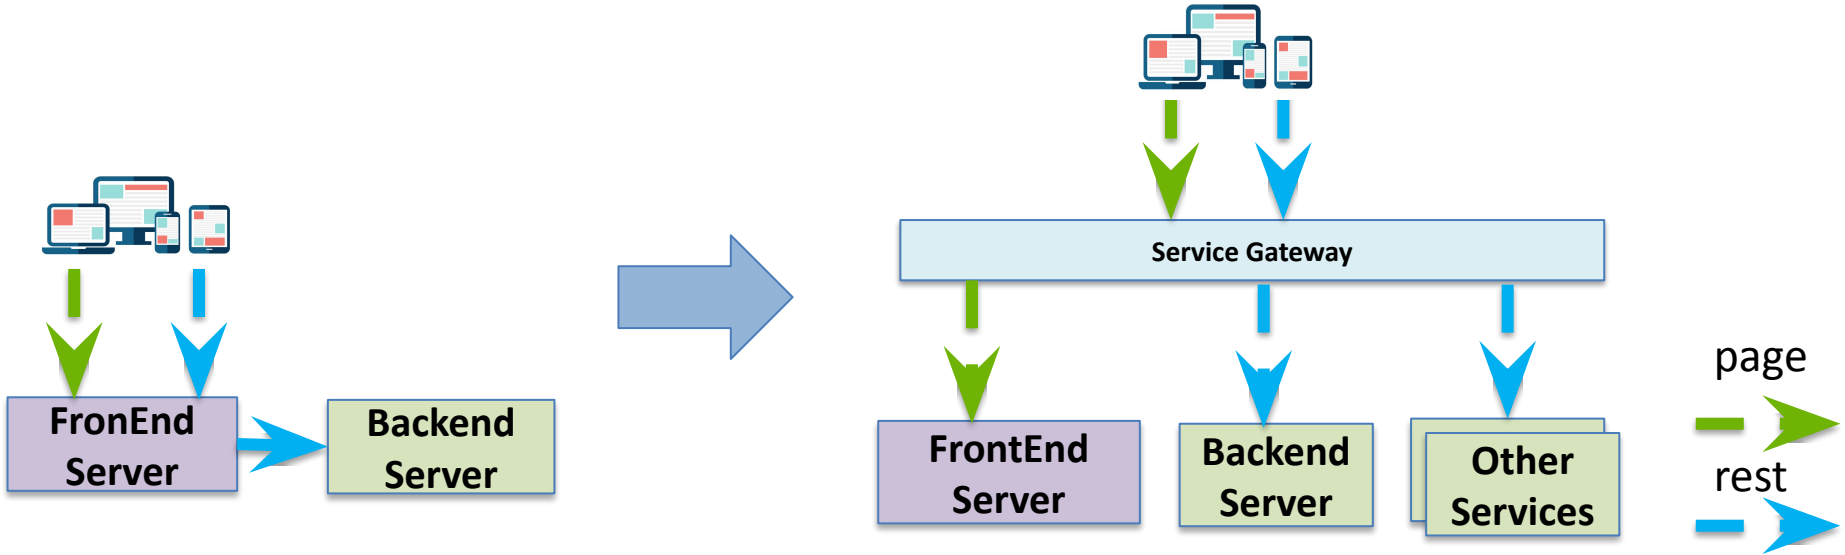 FronEnd
Server
Backend
Server
Service Gateway
FrontEnd
Server
Backend
Server
Other
Services
page
rest